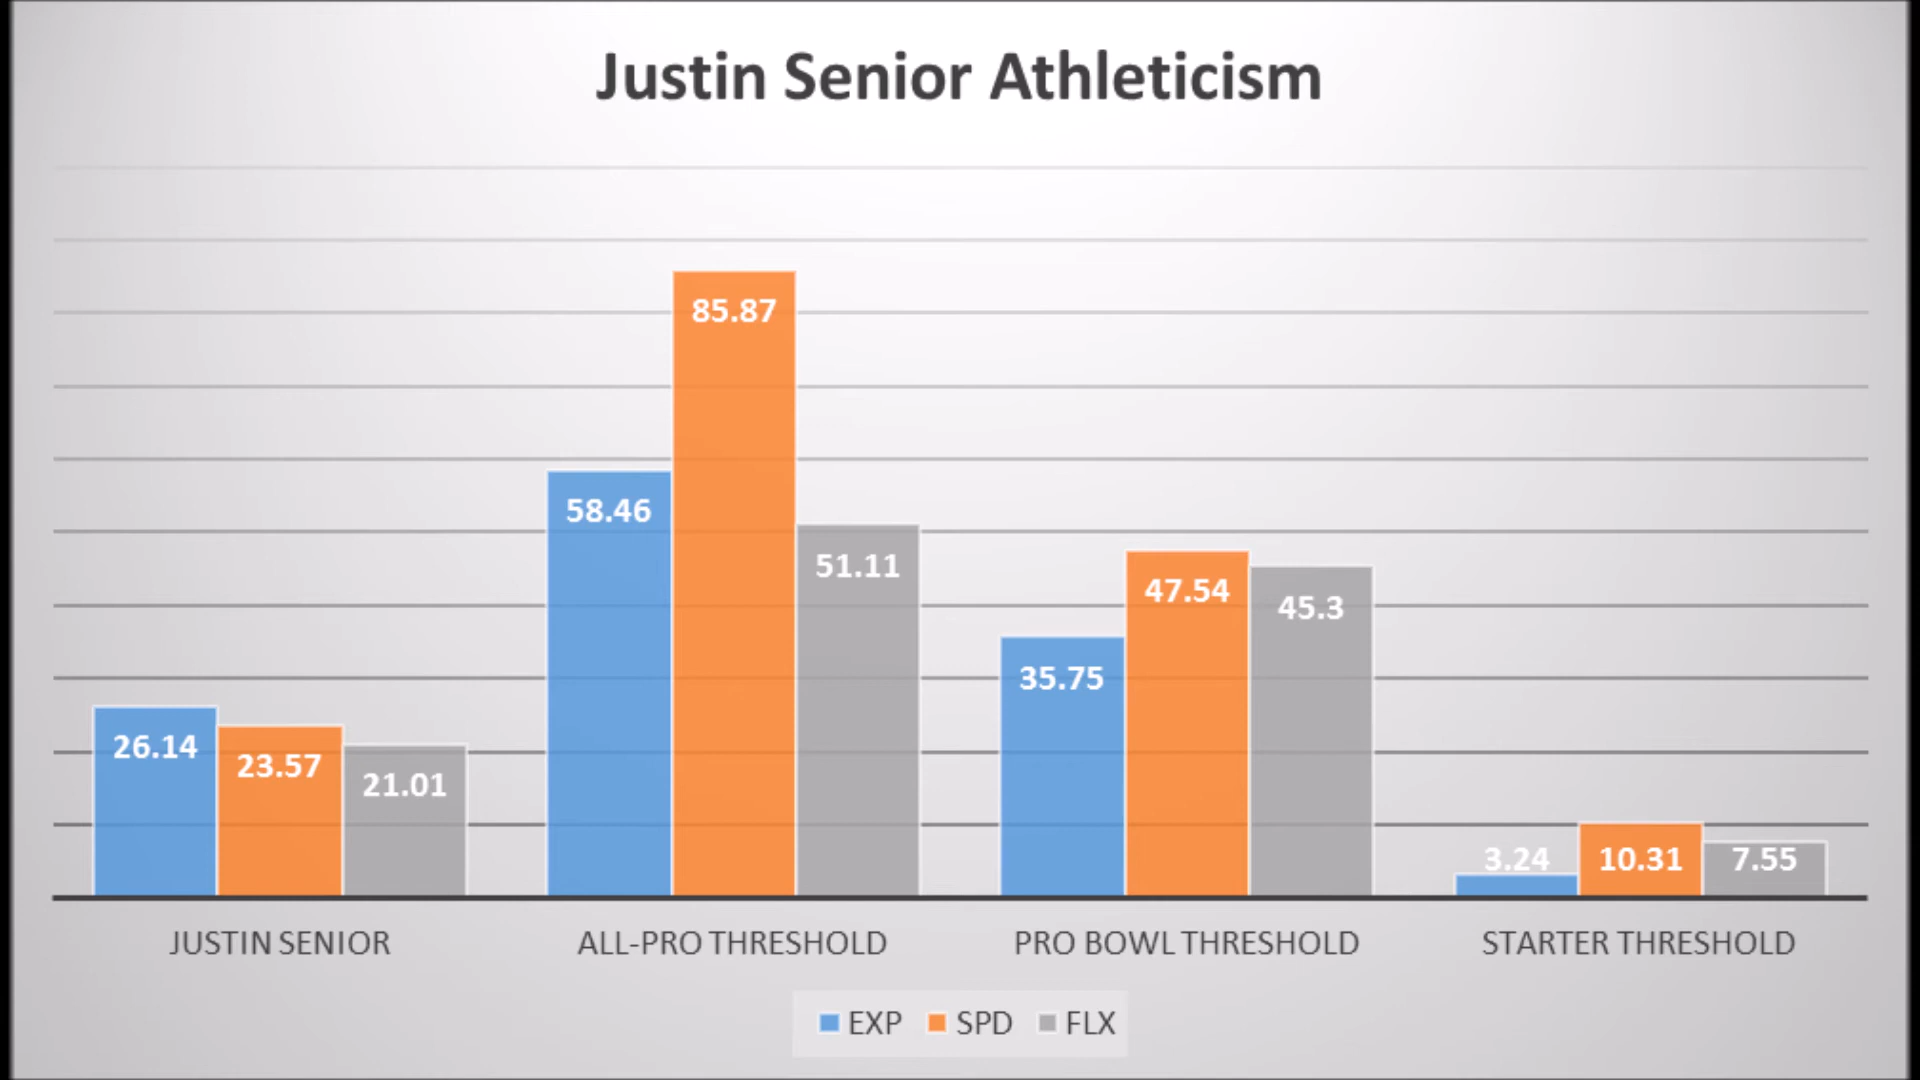 Justin Senior Athleticism
85.87
58.46
51.11
47.54
45.3
35.75
26.14
23.57
21.01
3.24
10.31
7.55
JUSTIN SENIOR
ALL-PRO THRESHOLD
PRO BOWL THRESHOLD
STARTER THRESHOLD
EXP SPD FLX